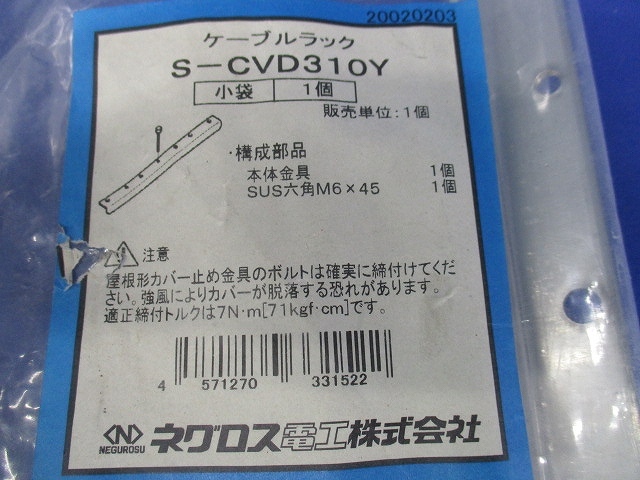 20020203
ケーブルラック
S－CVD310Y
小袋 1個
販売単位：1個
・構成部品
本体金具 1個
SUS六角M6×45 1個
注意
屋根形カバー止め金具のボルトは確実に締付けてくだ
さい。強風によりカバーが脱落する恐れがあります。
適正締付トルクは7N・m[71kgf・cm]です。
4 571270 331522
N
NEGUROSU
ネグロス電工株式会社